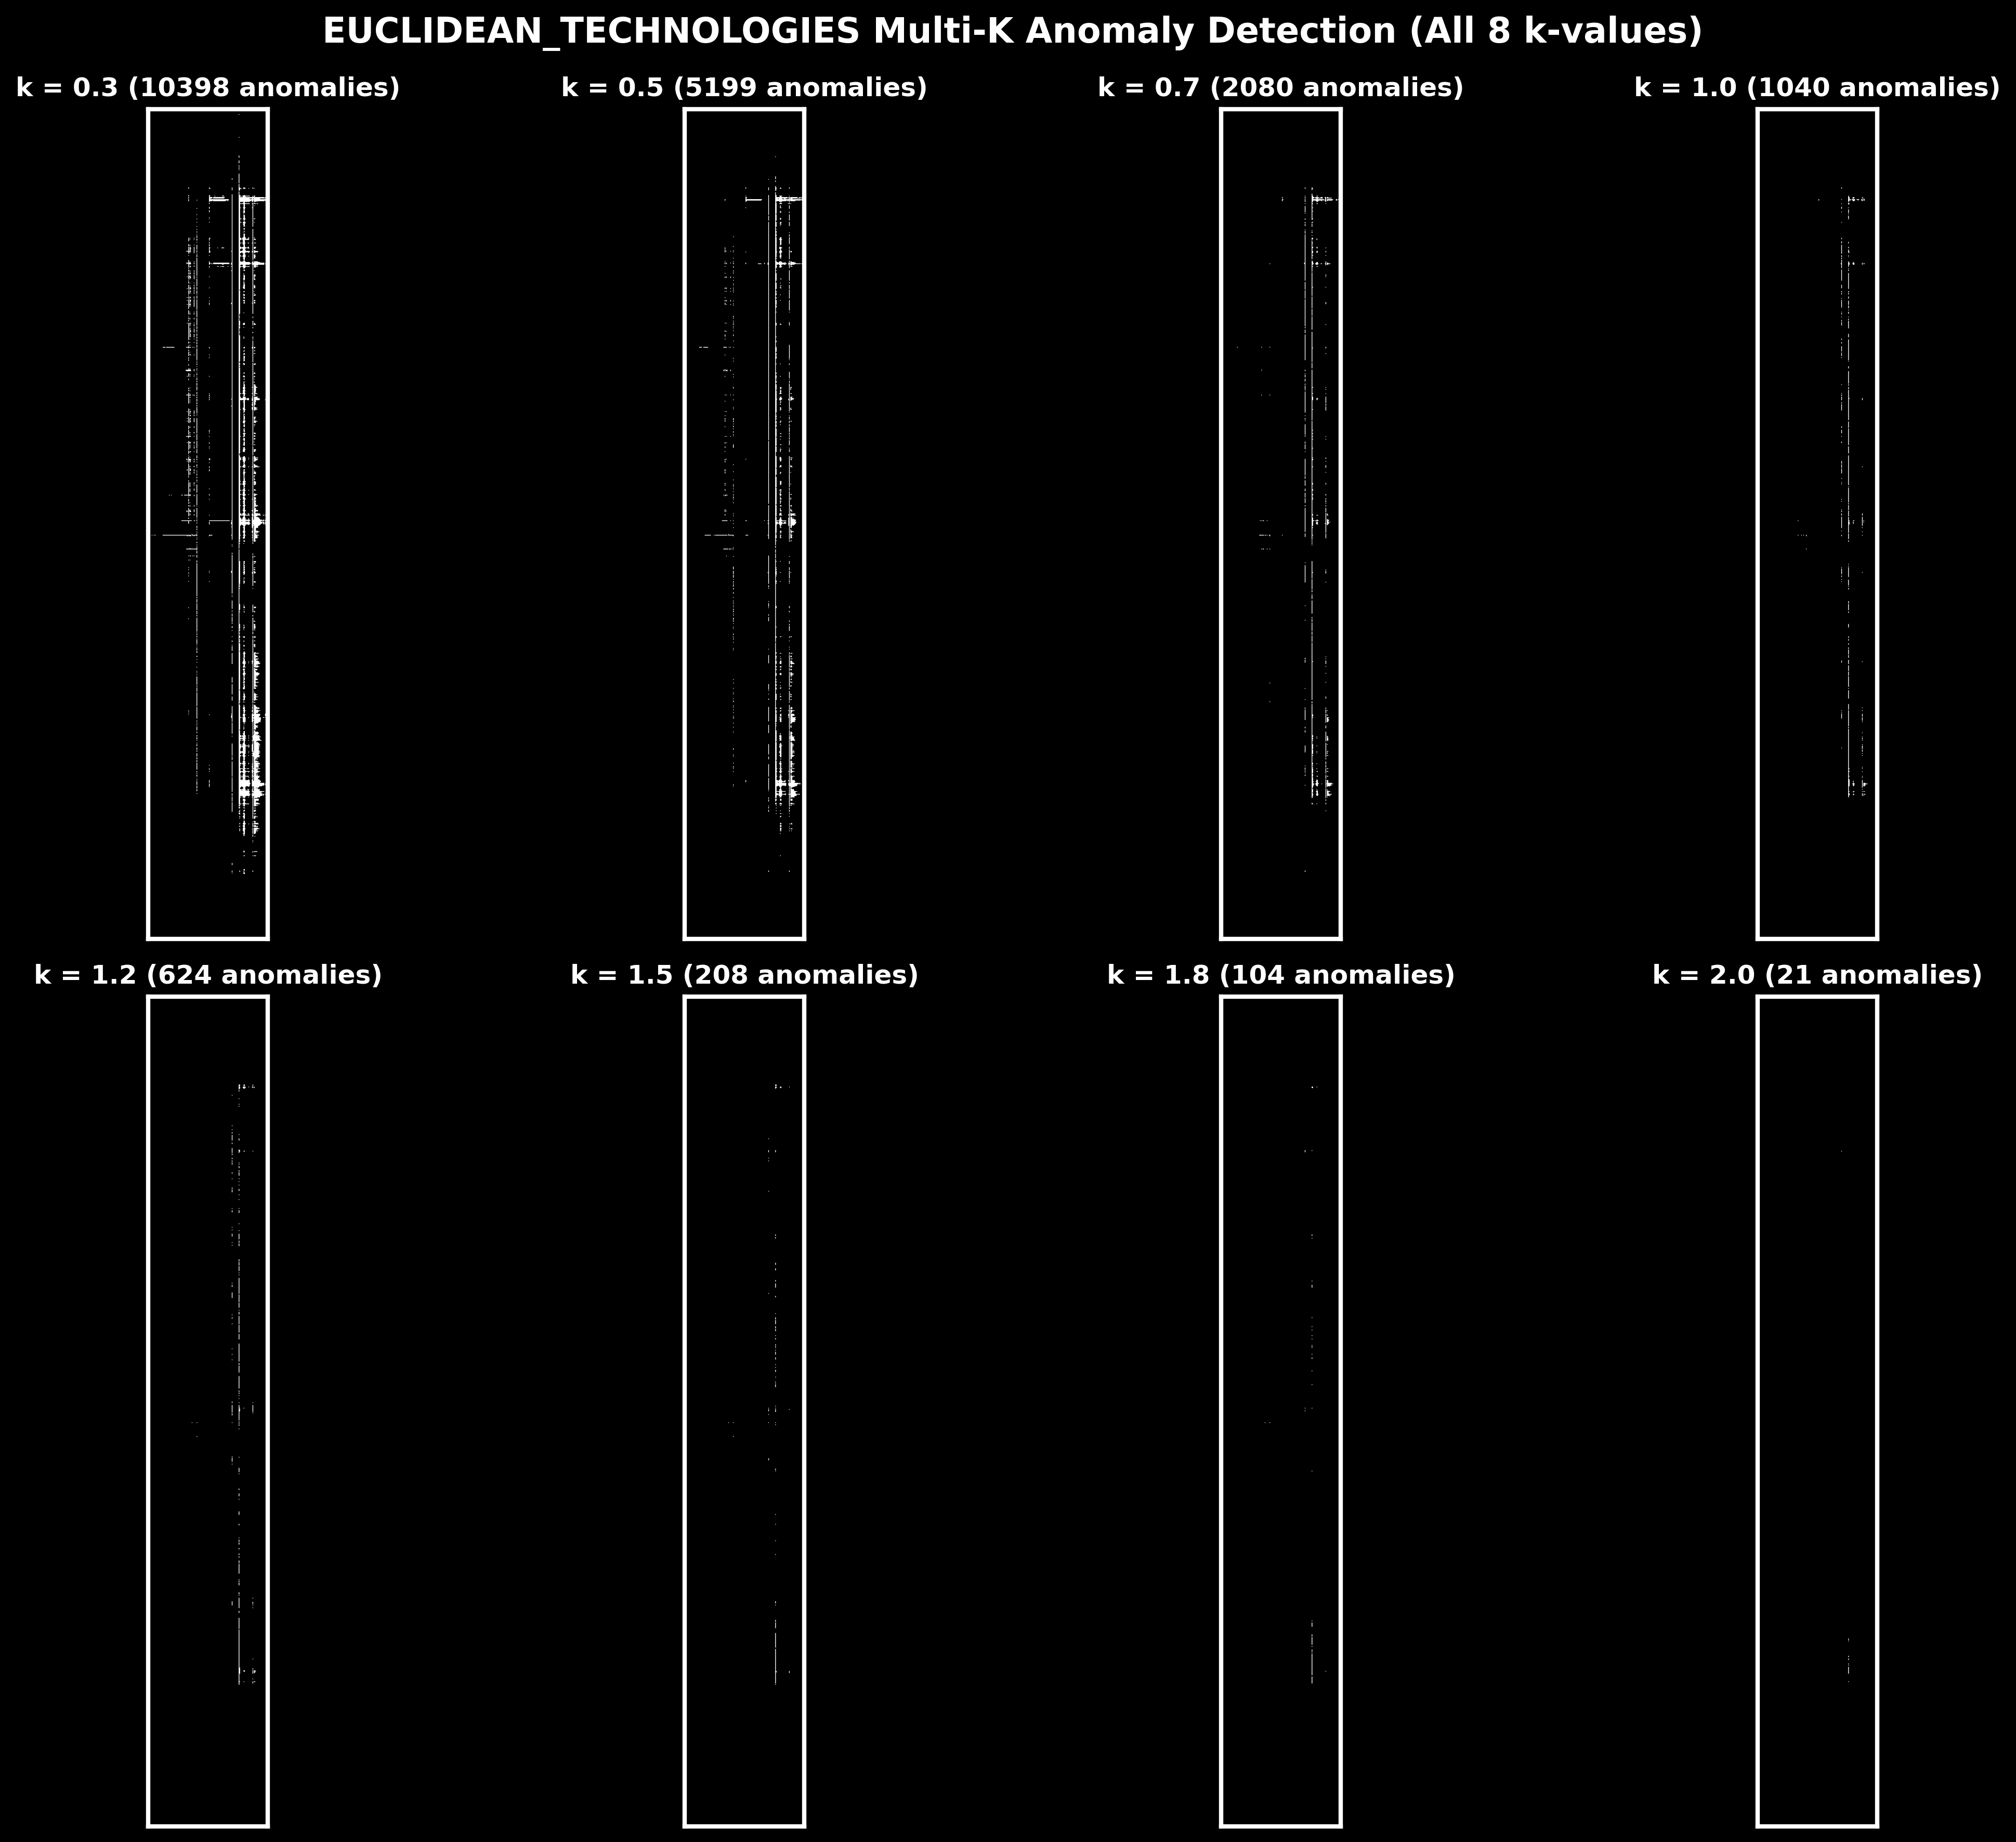 EUCLIDEAN_TECHNOLOGIES Multi-K Anomaly Detection (All 8 k-values)
k = 0.3 (10398 anomalies)
k = 0.5 (5199 anomalies)
k = 0.7 (2080 anomalies)
k = 1.0 (1040 anomalies)
k = 1.2 (624 anomalies)
k = 1.5 (208 anomalies)
k = 1.8 (104 anomalies)
k = 2.0 (21 anomalies)